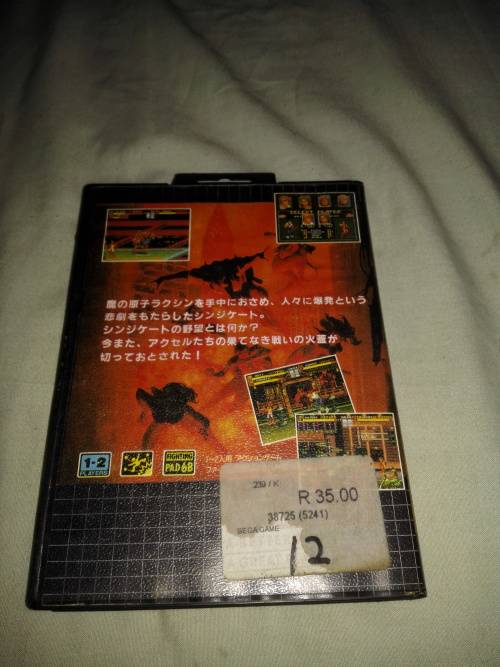 SELECT PLAYER
魔の原子ラクシンを手中におさめ、人々に爆発という
悲劇をもたらしたシンジケート。
シンジケートの野望とは何か?
今また、アクセルたちの果てなき戦いの火蓋が
切っておとされた!
1-2
PLAYERS
FIGHTING
PAD 6B
1~2人用 アクションゲーム
239 / K
R 35.00
38725 (5241)
SEGA GAME
12